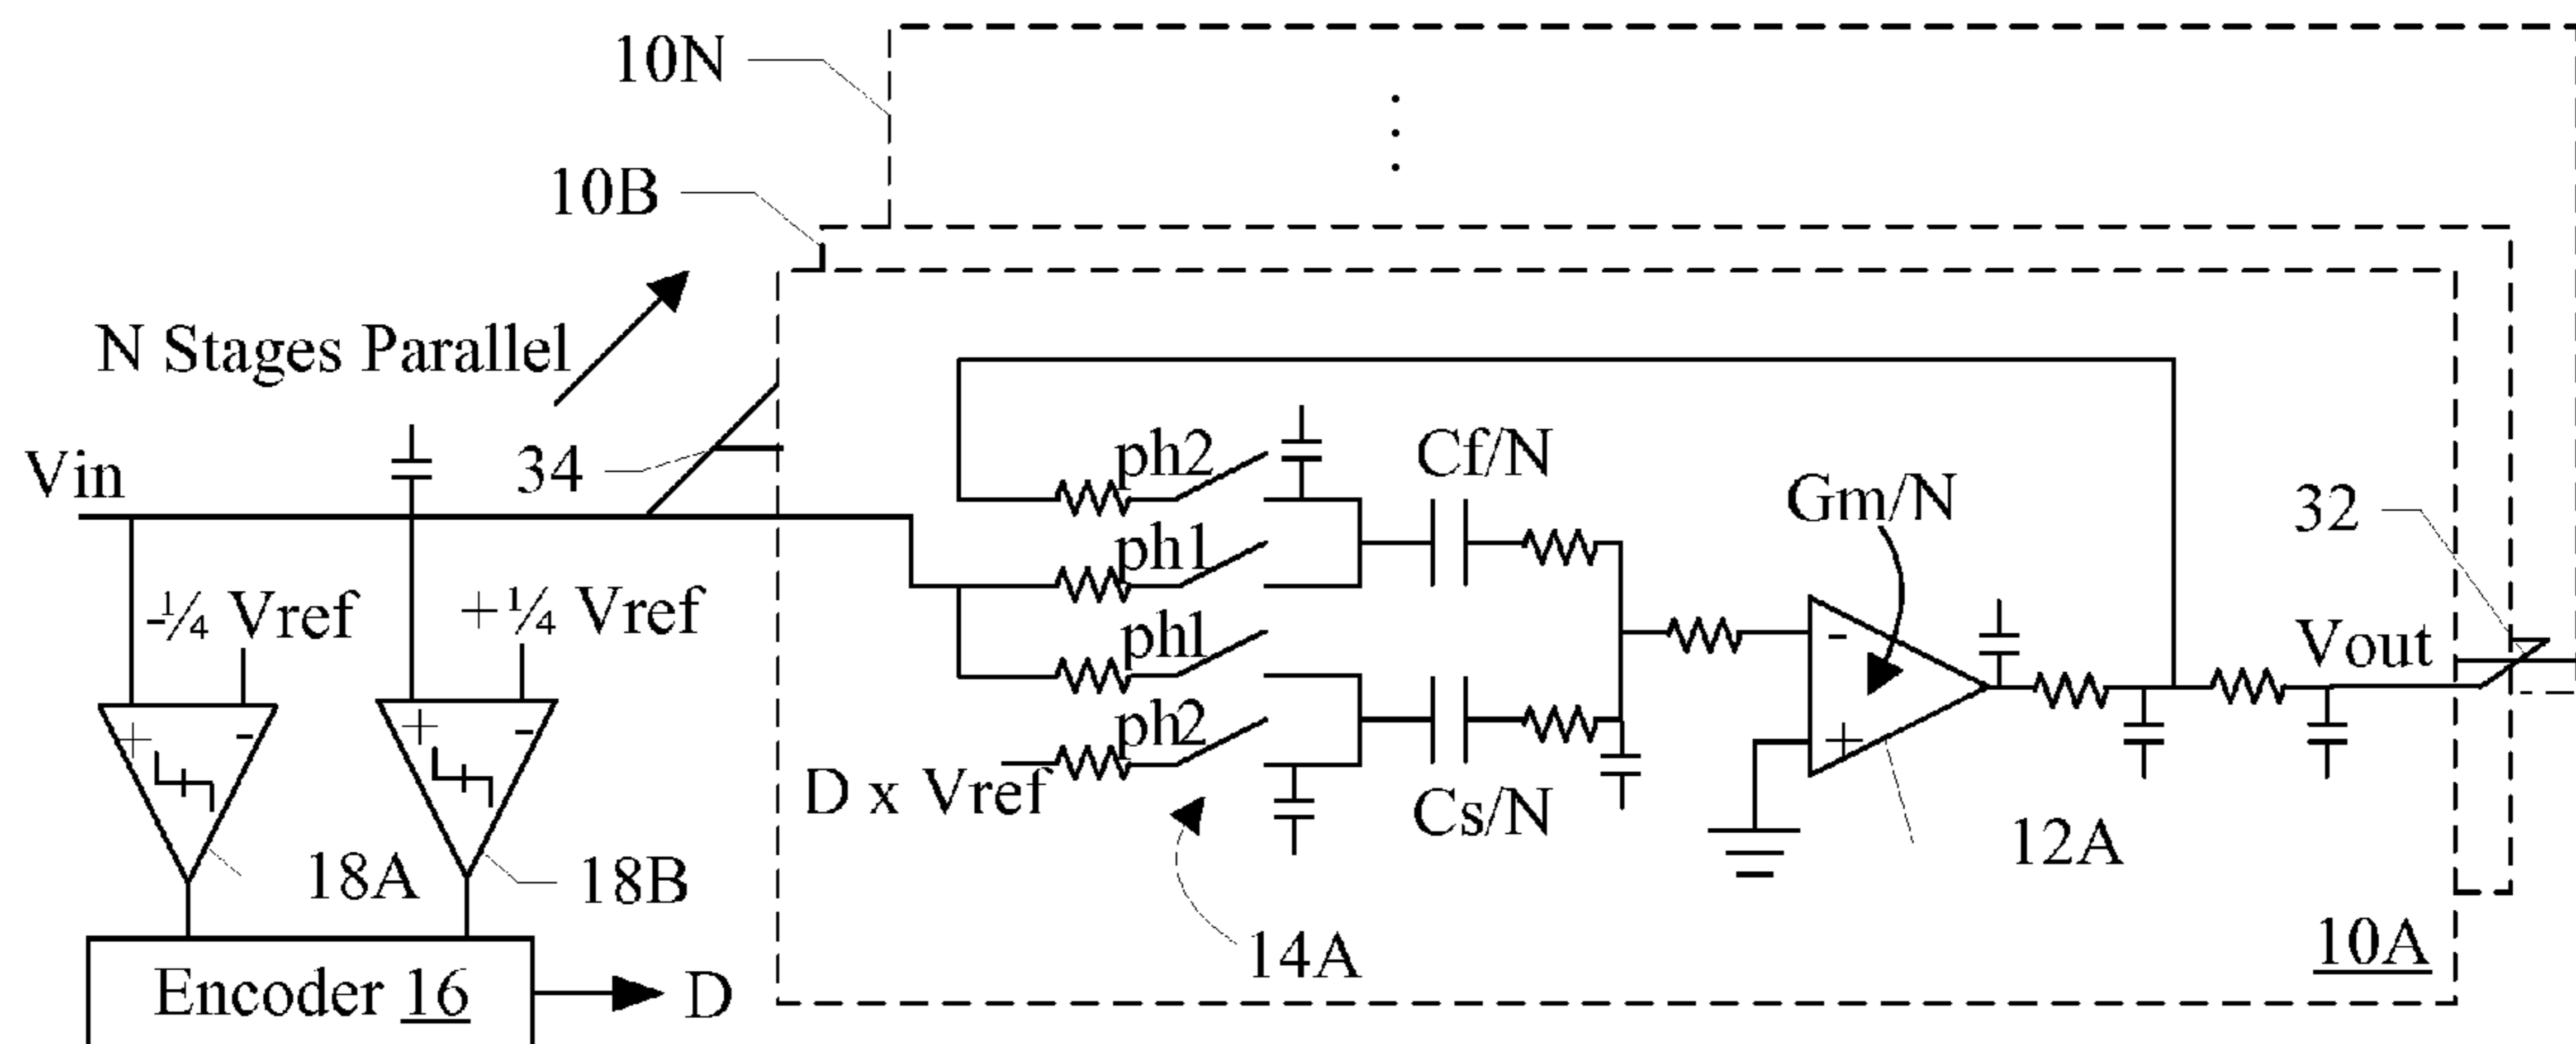 10N
10B
N Stages Parallel
Vin
34
ph2
Cf/N
Gm/N
32
ph1
-¼ Vref
+¼ Vref
ph1
Vout
+ -
+ -
-
ph2
+
D x Vref
Cs/N
12A
18A
18B
14A
10A
Encoder 16
D